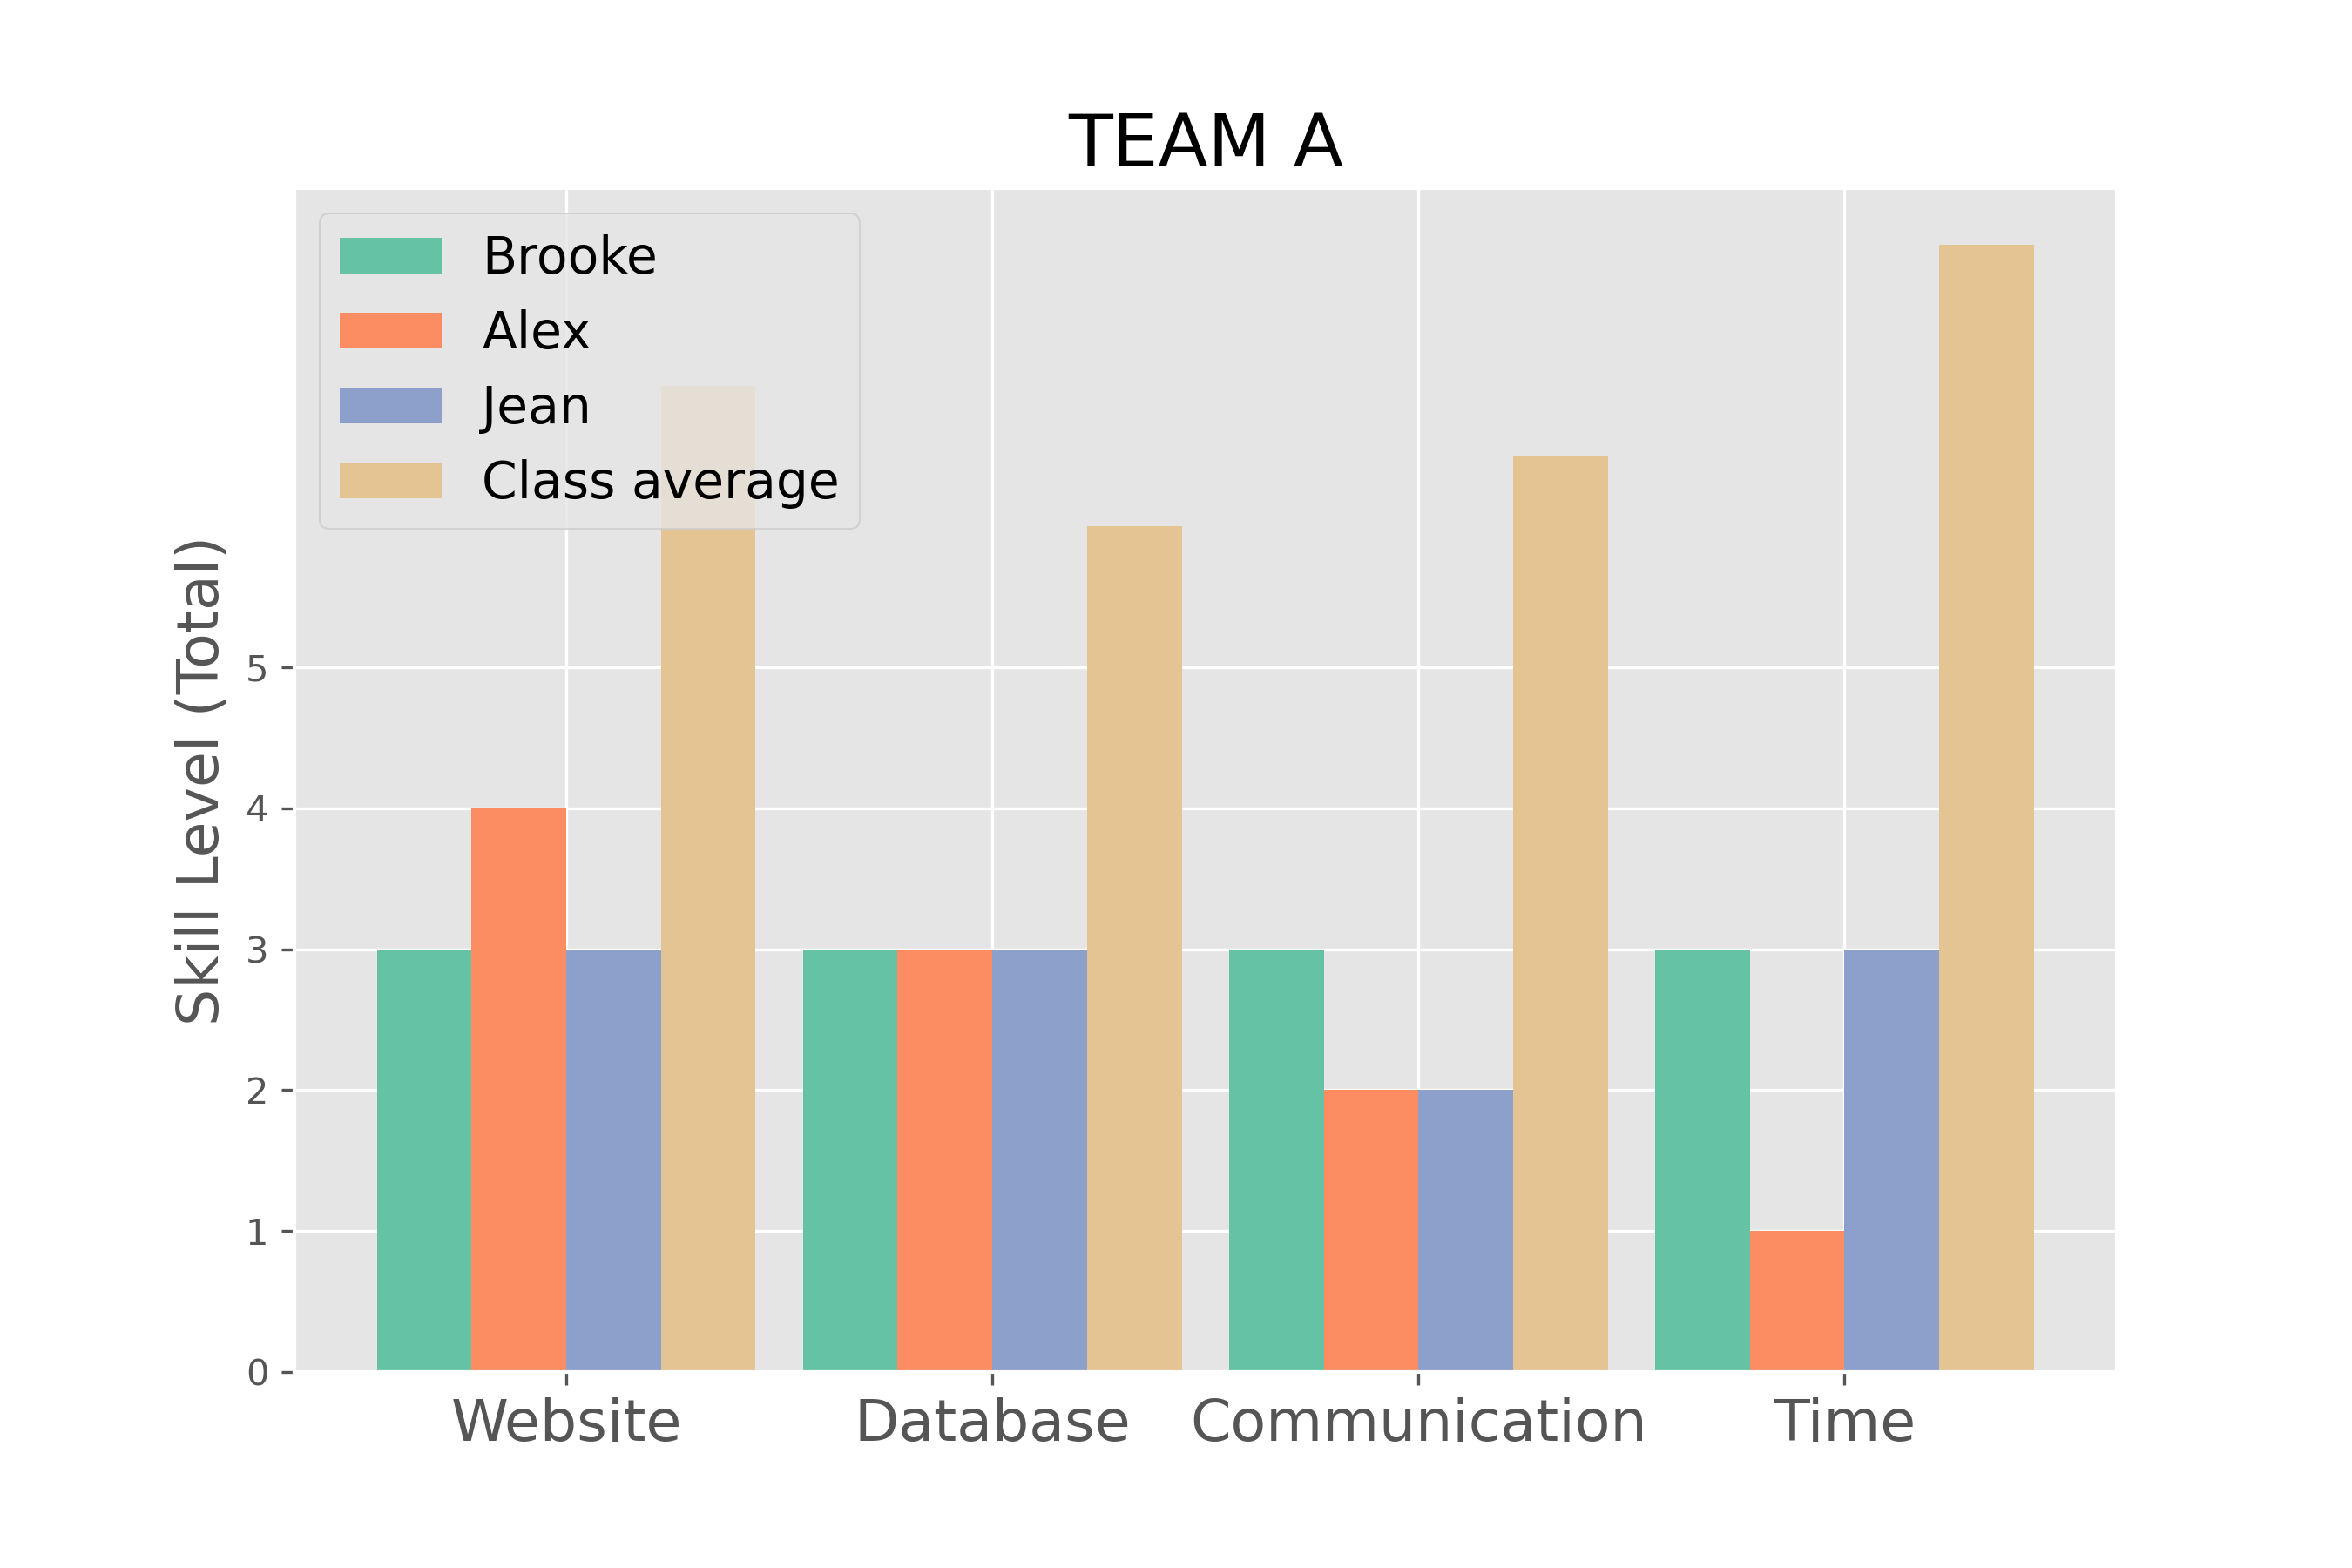 TEAM A
Brooke
Alex
Jean
Class average
Skill Level (Total)
5
4
3
2
1
0
Website
Database
Communication
Time